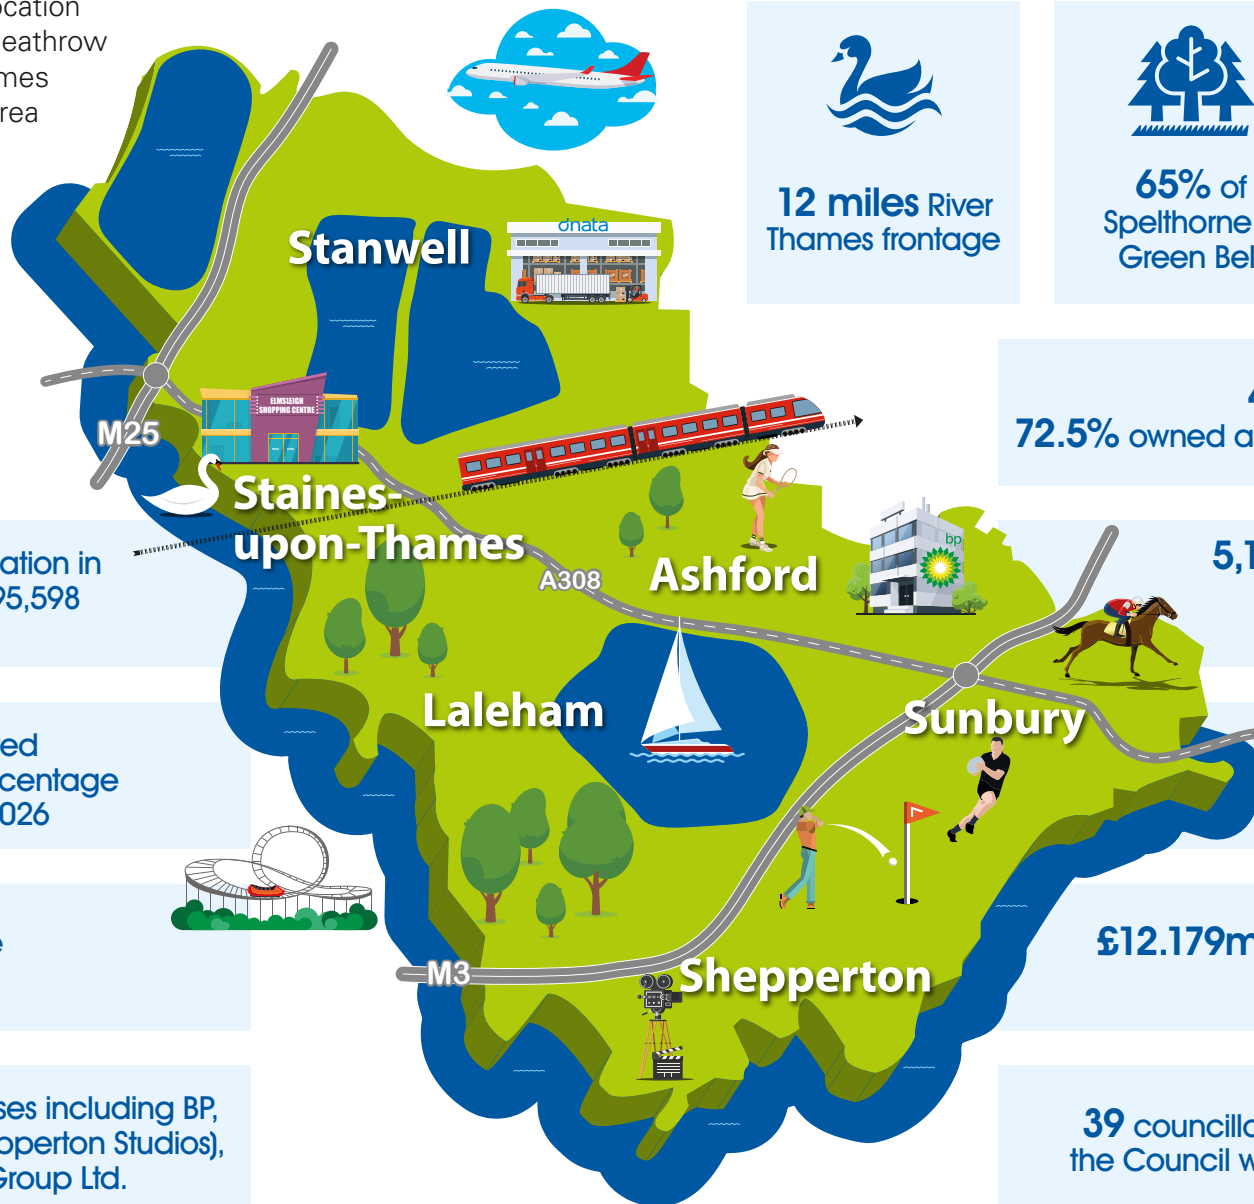 ocation
eathrow
mes
rea
12 miles River
Thames frontage
65% of
Spelthorne
Green Bel
dnata
Stanwell
ELMSLEIGH
SHOPPING CENTRE
M25
72.5% owned a
Staines-
upon-Thames
bp
ation in
95,598
A308
Ashford
5,1
Laleham
Sunbury
ed
centage
026
£12.179m
M3
Shepperton
ses including BP,
pperton Studios),
Group Ltd.
39 councillo
the Council w